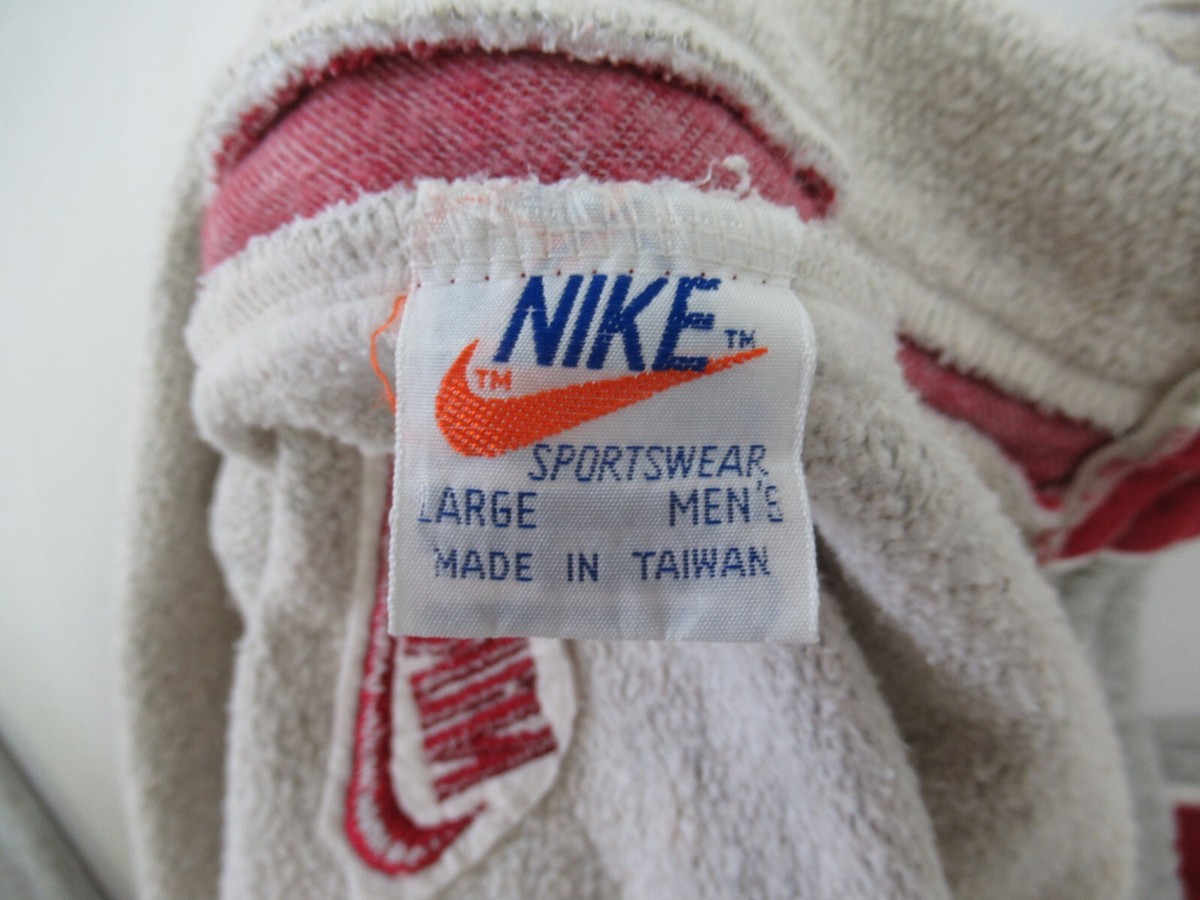 NIKE™
™
SPORTSWEAR
LARGE MEN'S
MADE IN TAIWAN